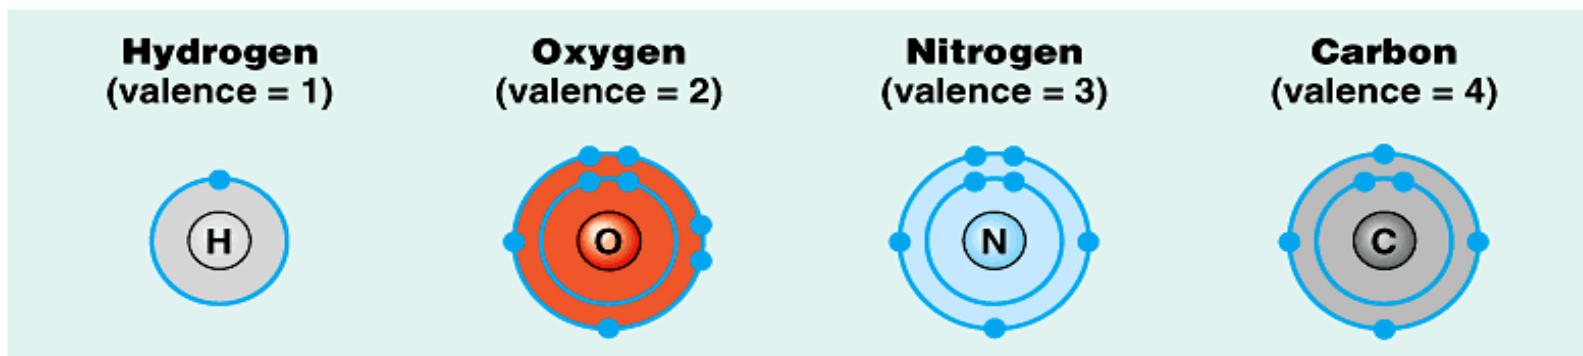 Hydrogen
(valence = 1)
Oxygen
(valence = 2)
Nitrogen
(valence = 3)
Carbon
(valence = 4)
H
O
N
C